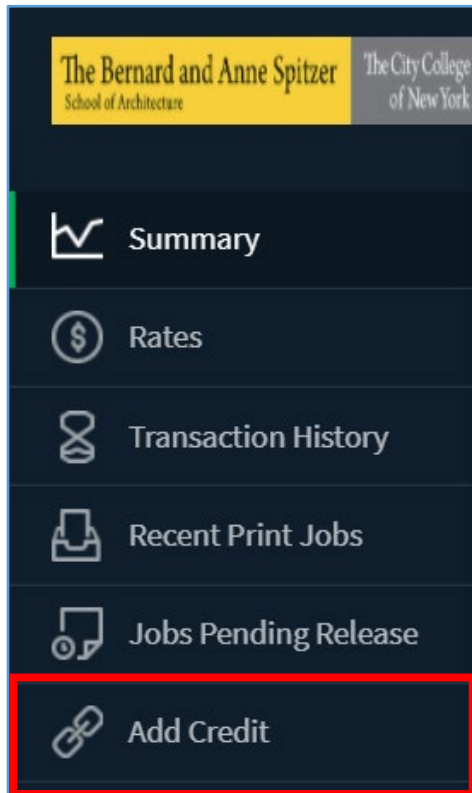 The Bernard and Anne Spitzer
School of Architecture
The City College
of New York
Summary
Rates
Transaction History
Recent Print Jobs
Jobs Pending Release
Add Credit